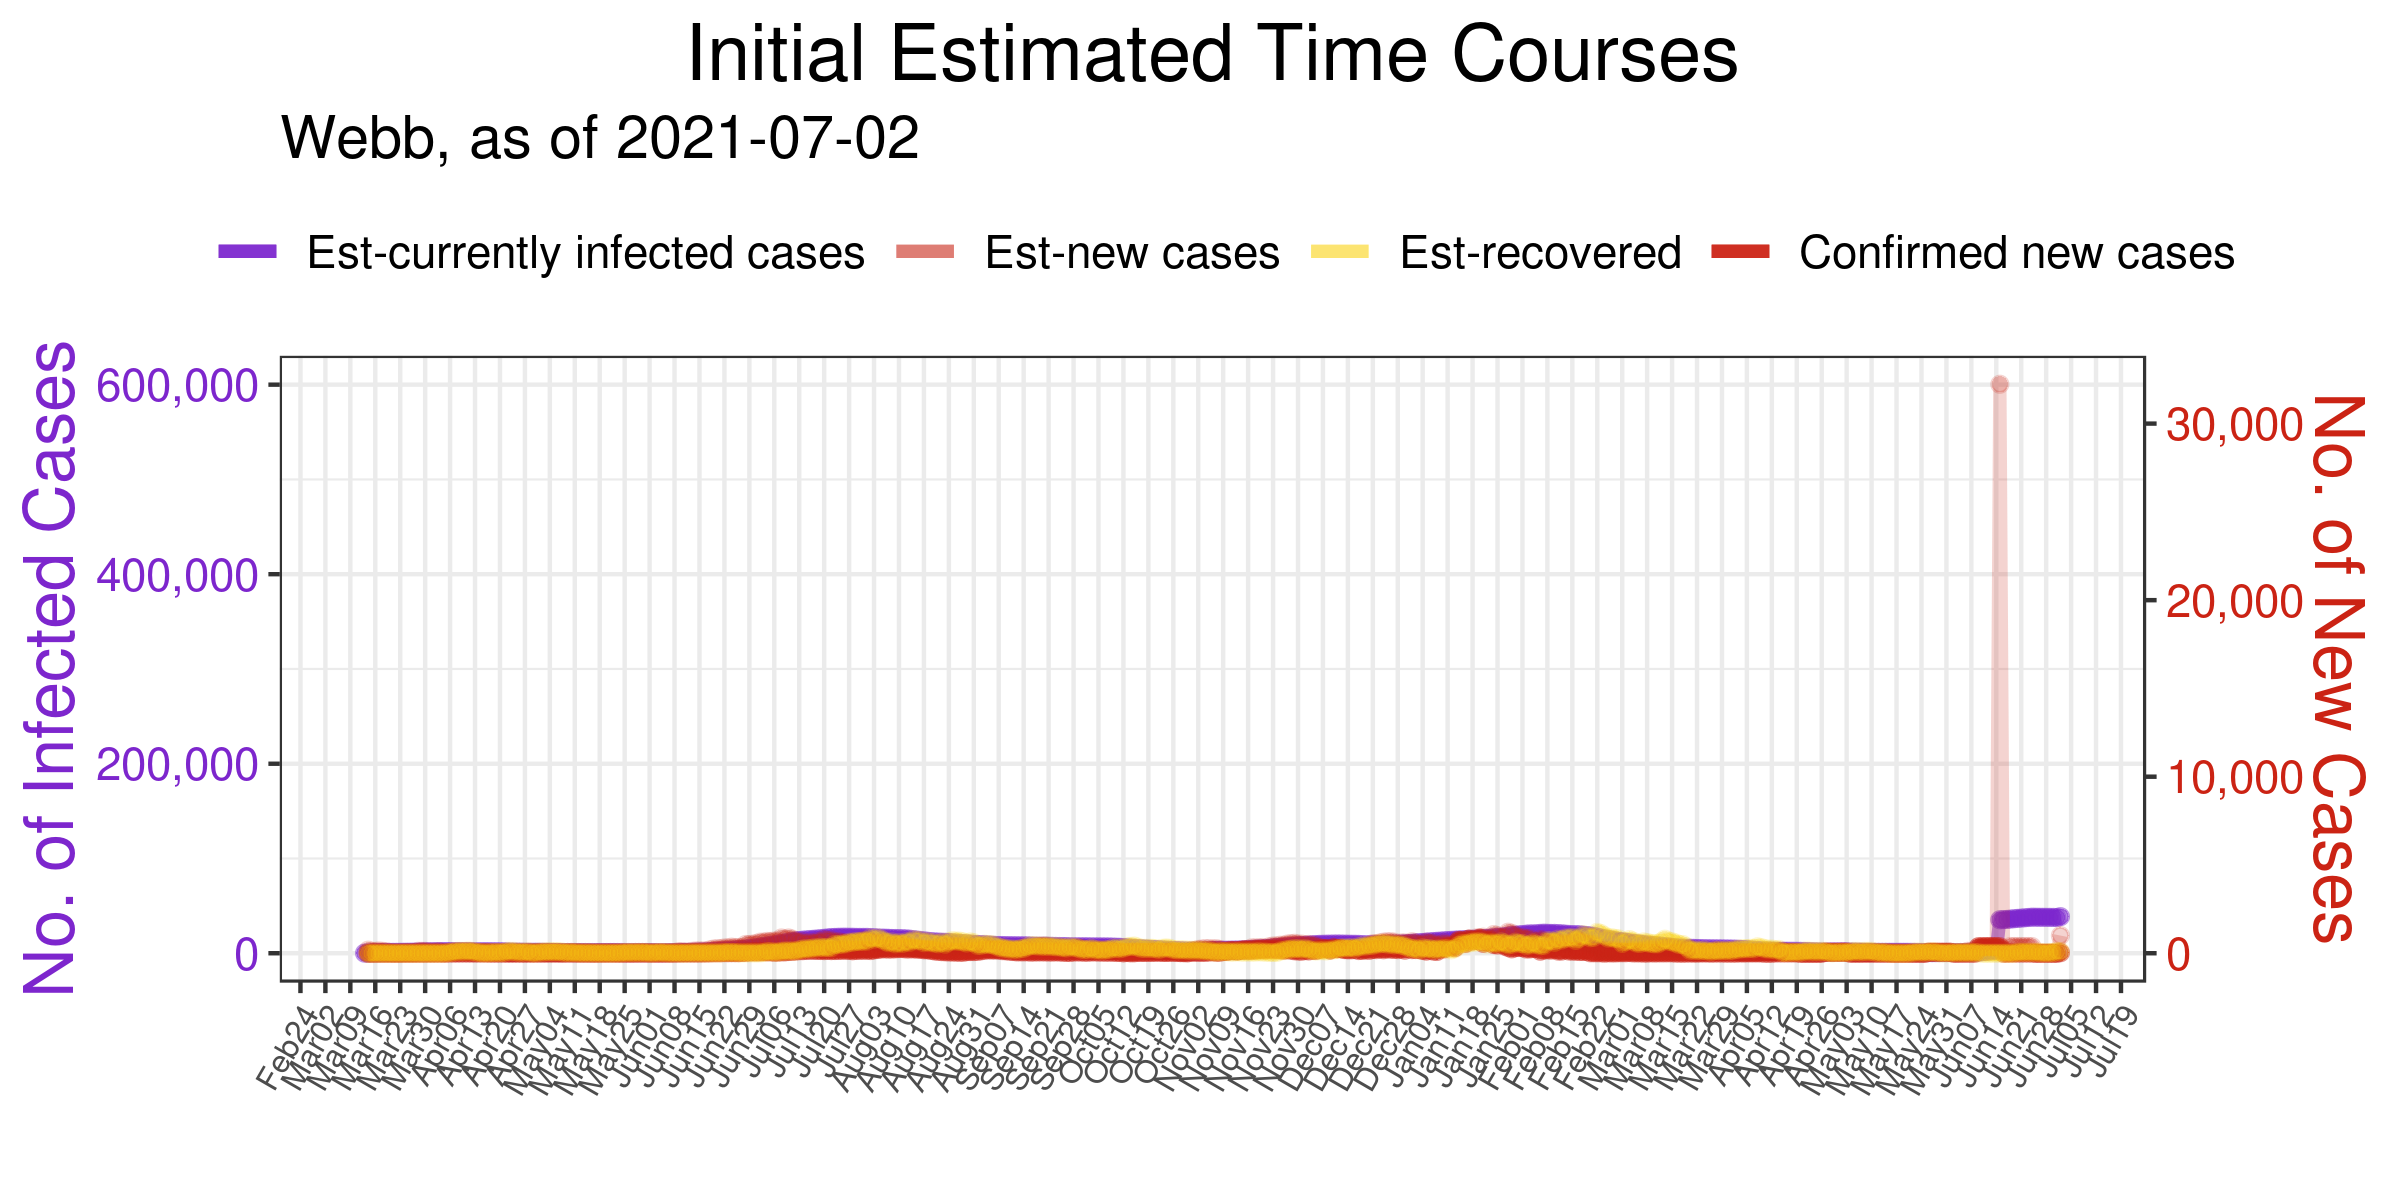 Initial Estimated Time Courses
Webb, as of 2021-07-02
Est-currently infected cases
Est-new cases
Est-recovered
Confirmed new cases
No. of Infected Cases
600,000
400,000
200,000
0
30,000
20,000
10,000
0
No. of New Cases
Feb24
Mar02
Mar09
Mar16
Mar23
Mar30
Apr06
Apr13
Apr20
Apr27
May04
May11
May18
May25
Jun01
Jun08
Jun15
Jun22
Jun29
Jul06
Jul13
Jul20
Jul27
Aug03
Aug10
Aug17
Aug24
Aug31
Sep07
Sep14
Sep21
Sep28
Oct05
Oct12
Oct19
Oct26
Nov02
Nov09
Nov16
Nov23
Nov30
Dec07
Dec14
Dec21
Dec28
Jan04
Jan11
Jan18
Jan25
Feb01
Feb08
Feb15
Feb22
Mar01
Mar08
Mar15
Mar22
Mar29
Apr05
Apr12
Apr19
Apr26
May03
May10
May17
May24
May31
Jun07
Jun14
Jun21
Jun28
Jul05
Jul12
Jul19